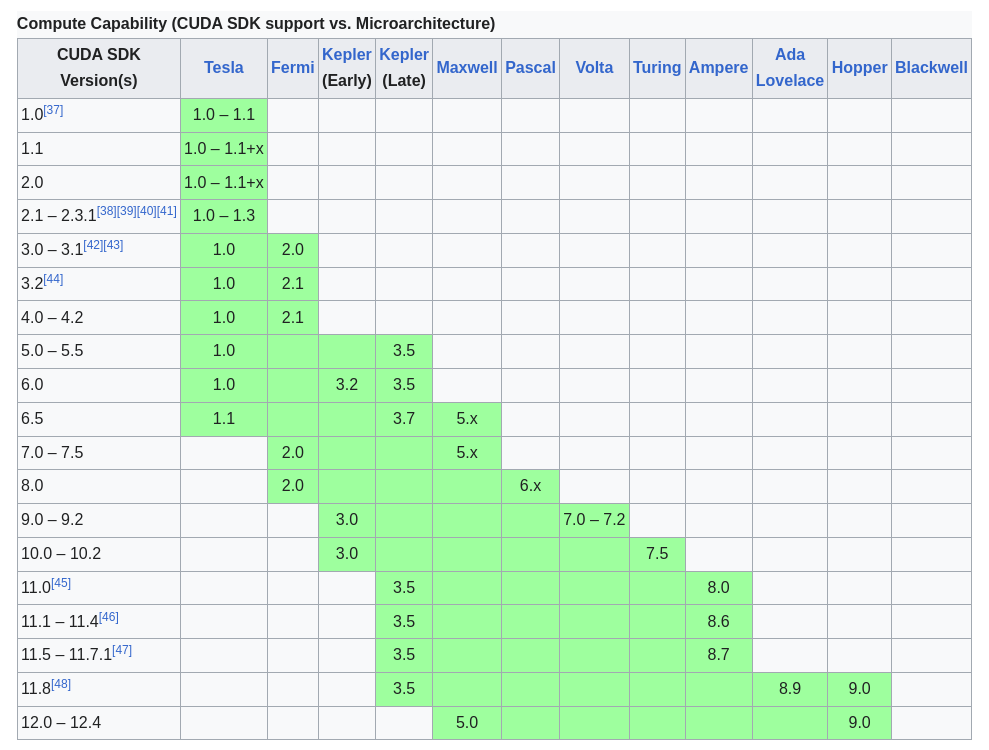 Compute Capability (CUDA SDK support vs. Microarchitecture)
CUDA SDK Version(s) Tesla Fermi Kepler (Early) Kepler (Late) Maxwell Pascal Volta Turing Ampere Ada Lovelace Hopper Blackwell
1.0[37] 1.0 – 1.1
1.1 1.0 – 1.1+x
2.0 1.0 – 1.1+x
2.1 – 2.3.1[38][39][40][41] 1.0 – 1.3
3.0 – 3.1[42][43] 1.0 2.0
3.2[44] 1.0 2.1
4.0 – 4.2 1.0 2.1
5.0 – 5.5 1.0 3.5
6.0 1.0 3.2 3.5
6.5 1.1 3.7 5.x
7.0 – 7.5 2.0 5.x
8.0 2.0 6.x
9.0 – 9.2 3.0 7.0 – 7.2
10.0 – 10.2 3.0 7.5
11.0[45] 3.5 8.0
11.1 – 11.4[46] 3.5 8.6
11.5 – 11.7.1[47] 3.5 8.7
11.8[48] 3.5 8.9 9.0
12.0 – 12.4 5.0 9.0